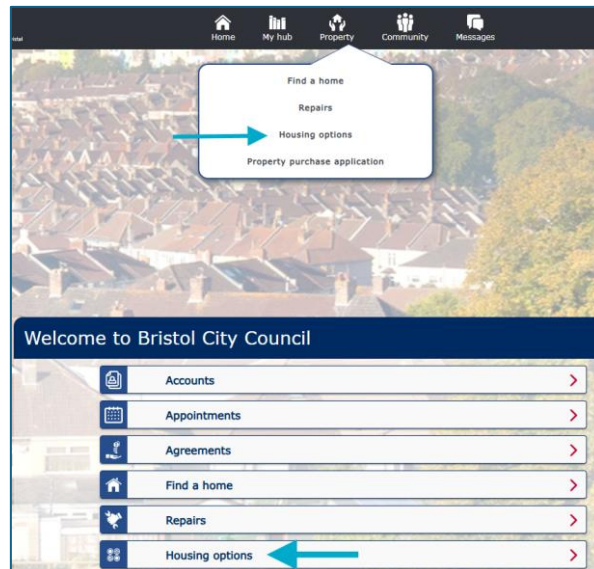 Home My hub Property Community Messages
Find a home
Repairs
Housing options
Property purchase application
Welcome to Bristol City Council
Accounts
Appointments
Agreements
Find a home
Repairs
Housing options